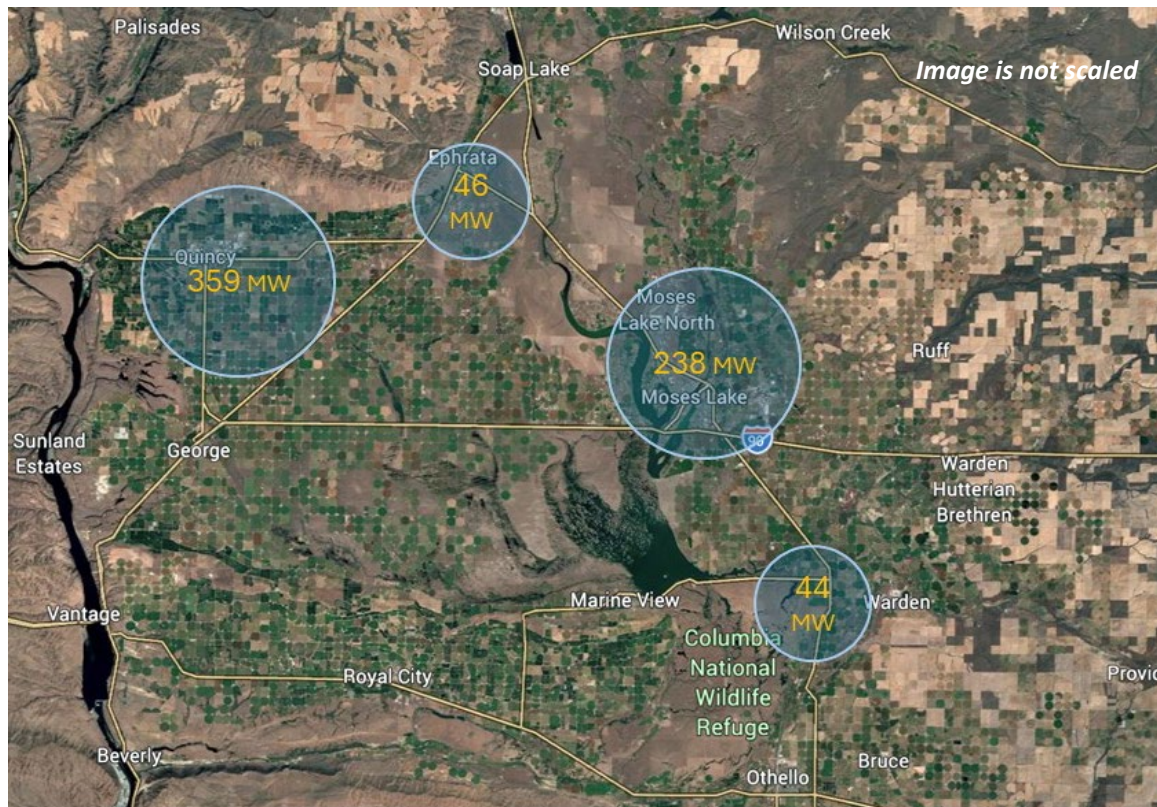 Palisades
Wilson Creek
Image is not scaled
Soap Lake
Ephrata
46
MW
Quincy
359 MW
Moses
Lake North
238 MW
Moses Lake
Ruff
Sunland
Estates
George
90
Warden
Hutterian
Brethren
Vantage
Marine View
44
MW
Warden
Columbia
National
Wildlife
Refuge
Royal City
Provid
Beverly
Bruce
Othello